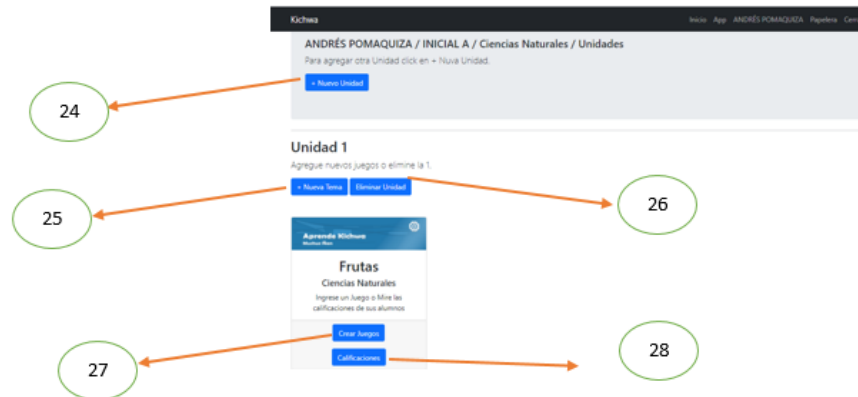 Kichwa Inicio App ANDRÉS POMAQUIZA Papelera Cerr
ANDRÉS POMAQUIZA / INICIAL A / Ciencias Naturales / Unidades
Para agregar otra Unidad click en + Nuva Unidad.
+ Nuevo Unidad
24
Unidad 1
Agregue nuevos juegos o elimine la 1.
+ Nueva Tema Eliminar Unidad
25
26
Aprende Kichwa
Frutas
Ciencias Naturales
Ingrese un Juego o Mire las
calificaciones de sus alumnos
Crear Juegos
Calificaciones
27
28